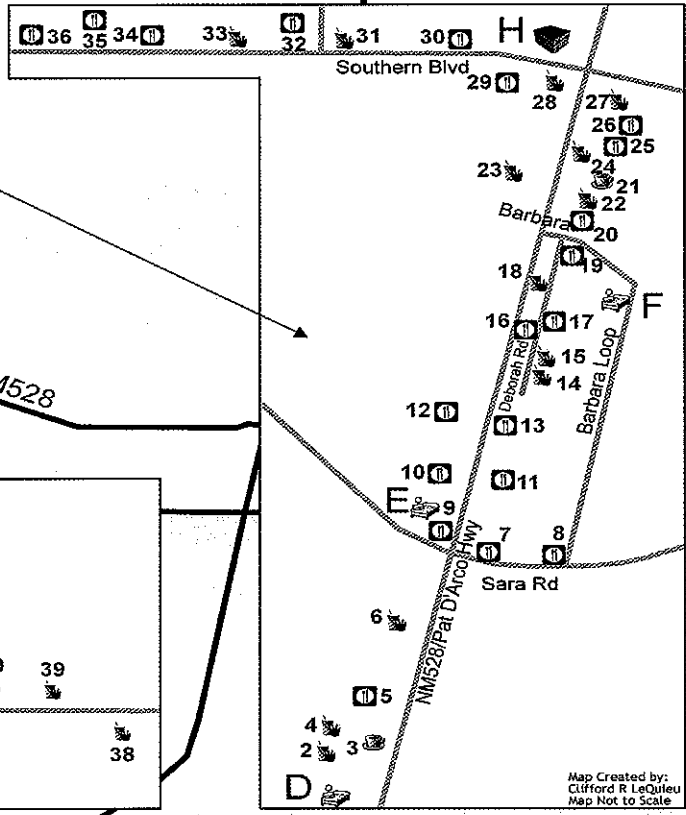 H
36 35 34 33 32 31 30
Southern Blvd
29 28 27
26
25
24
23 21
22
Barbara
20
19
18
F
16 17
Deborah Rd
15
14
Barbara Loop
12
13
10 11
E 9
7 8
Sara Rd
NM528/Pat D'Arco Hwy
6
5
4
2 3
D
M528
39
38
Map Created by:
Clifford R LeQuieu
Map Not to Scale